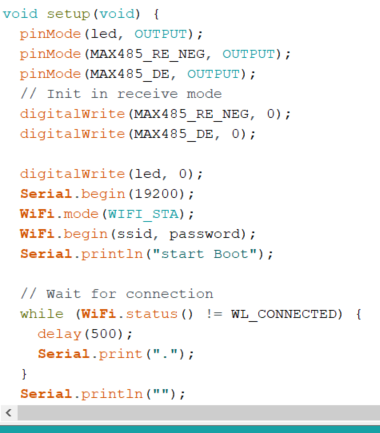 void setup(void) {
  pinMode(led, OUTPUT);
  pinMode(MAX485_RE_NEG, OUTPUT);
  pinMode(MAX485_DE, OUTPUT);
  // Init in receive mode
  digitalWrite(MAX485_RE_NEG, 0);
  digitalWrite(MAX485_DE, 0);

  digitalWrite(led, 0);
  Serial.begin(19200);
  WiFi.mode(WIFI_STA);
  WiFi.begin(ssid, password);
  Serial.println("start Boot");

  // Wait for connection
  while (WiFi.status() != WL_CONNECTED) {
    delay(500);
    Serial.print(".");
  }
  Serial.println("");